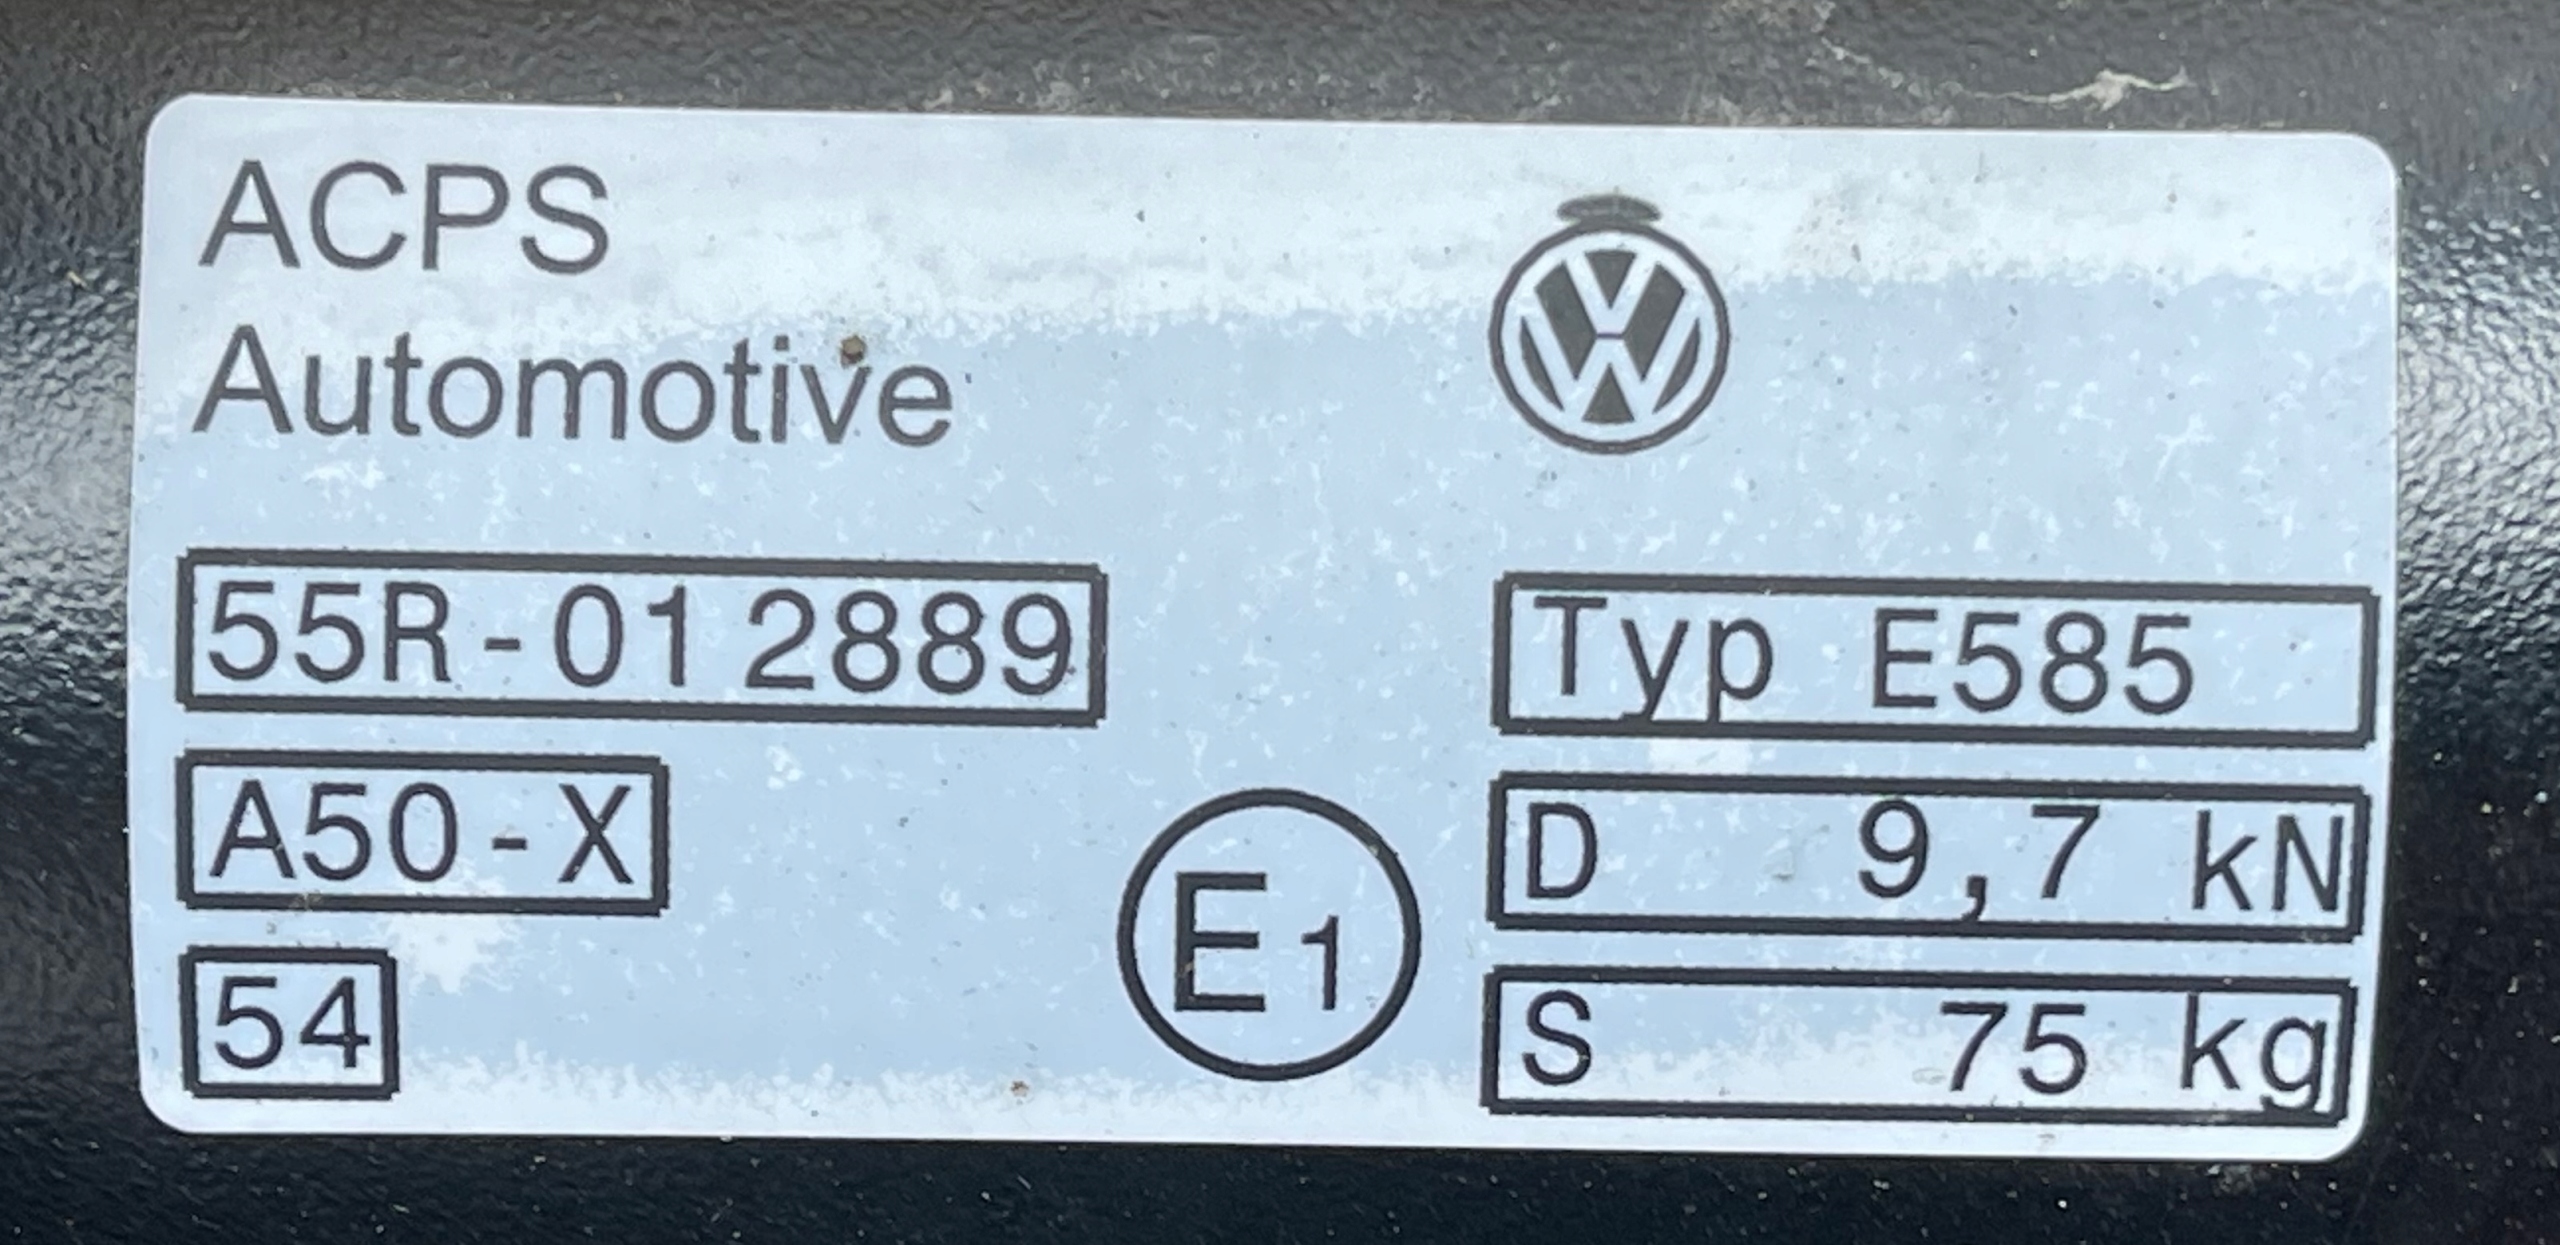 ACPS
Automotive
55R-01 2889
Typ E585
A50-X
D 9,7 kN
E1
54
S 75 kg